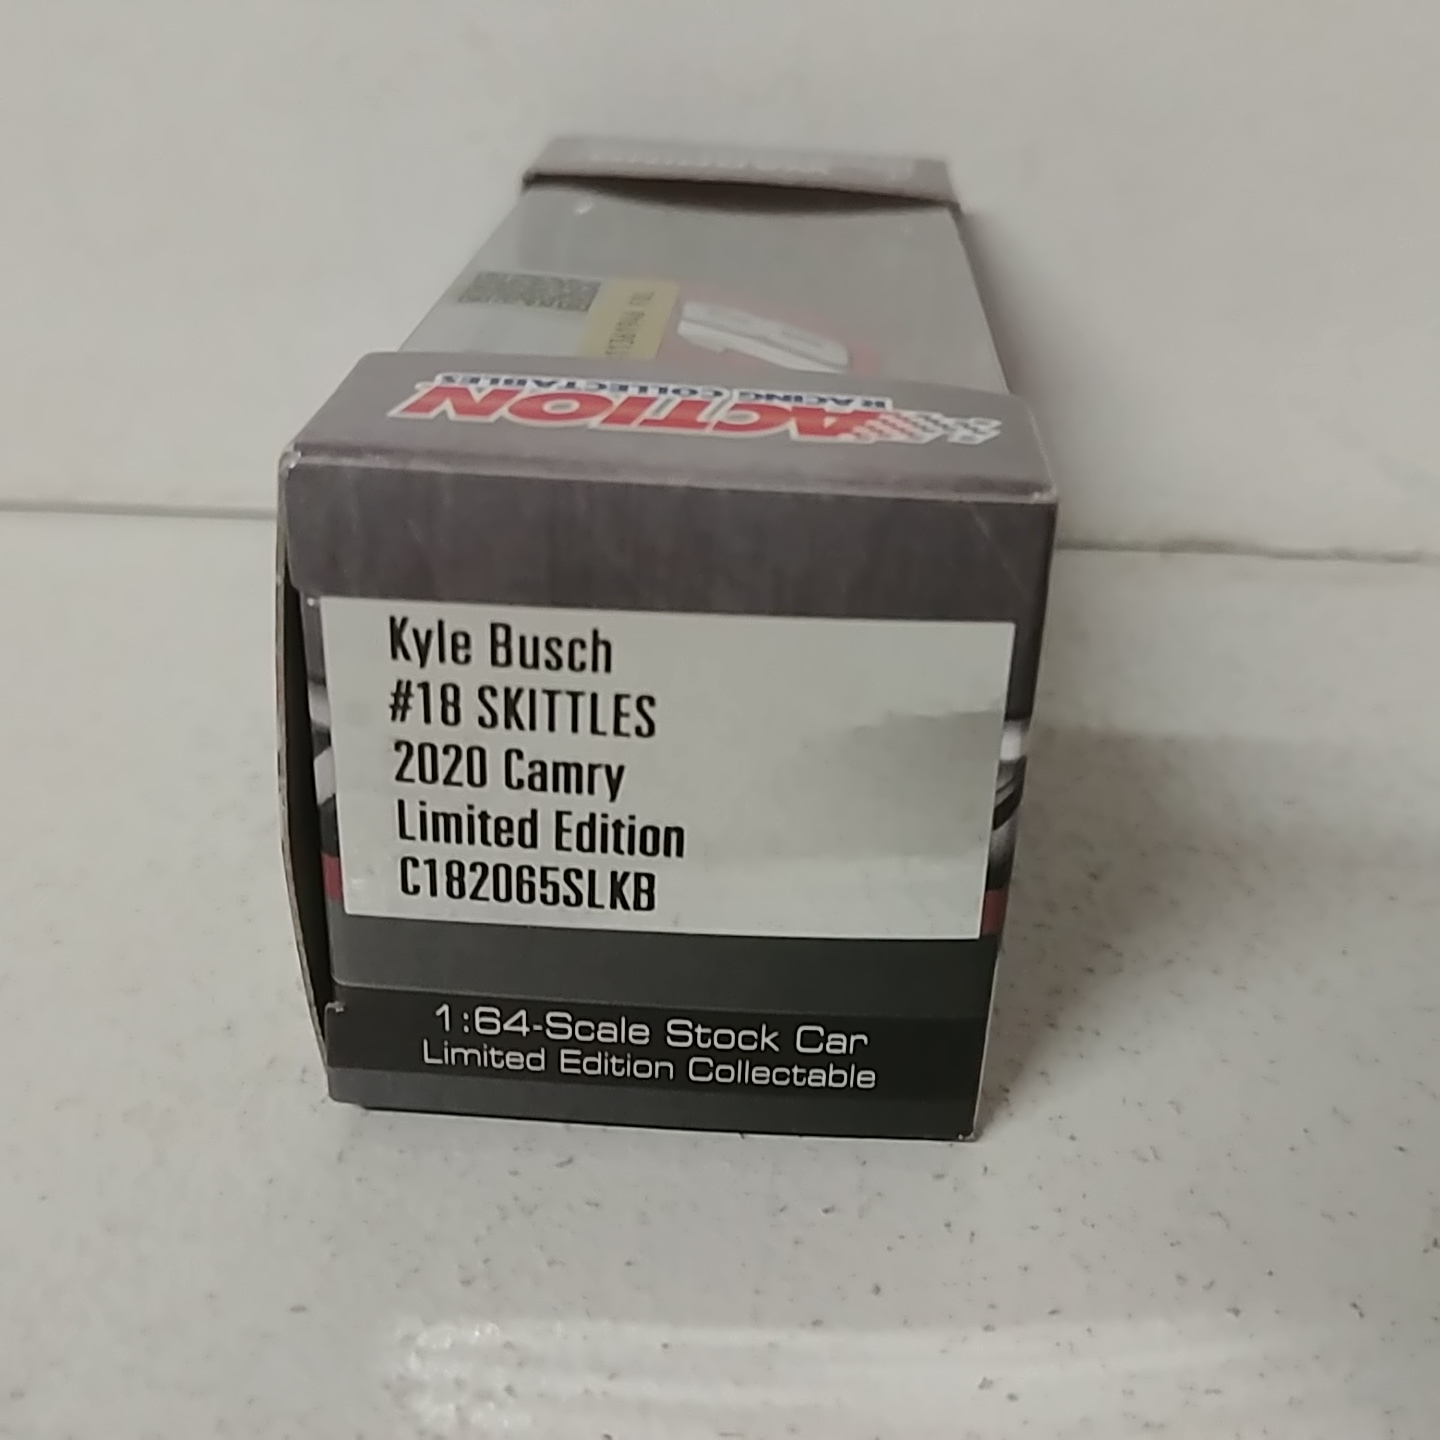 ACTION
RACING COLLECTABLES
Kyle Busch
#18 SKITTLES
2020 Camry
Limited Edition
C182065SLKB
1:64-Scale Stock Car
Limited Edition Collectable